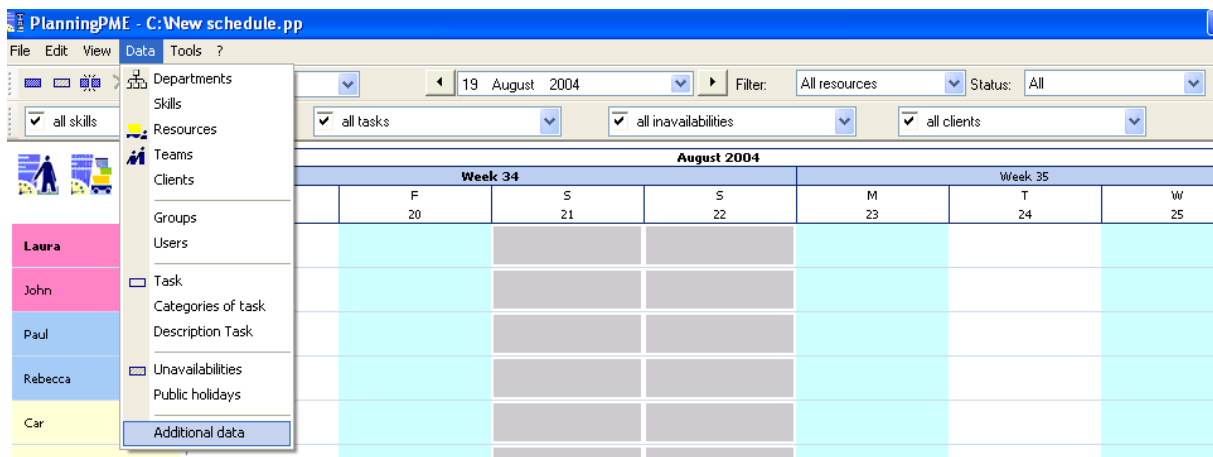 PlanningPME - C:\New schedule.pp
File Edit View Data Tools ?
19 August 2004 Filter: All resources Status: All
all skills all tasks all inavailabilities all clients
Departments
Skills
Resources
Teams
Clients
Groups
Users
Task
Categories of task
Description Task
Unavailabilities
Public holidays
Additional data
August 2004
Week 34 Week 35
F S S M T W
20 21 22 23 24 25
Laura
John
Paul
Rebecca
Car